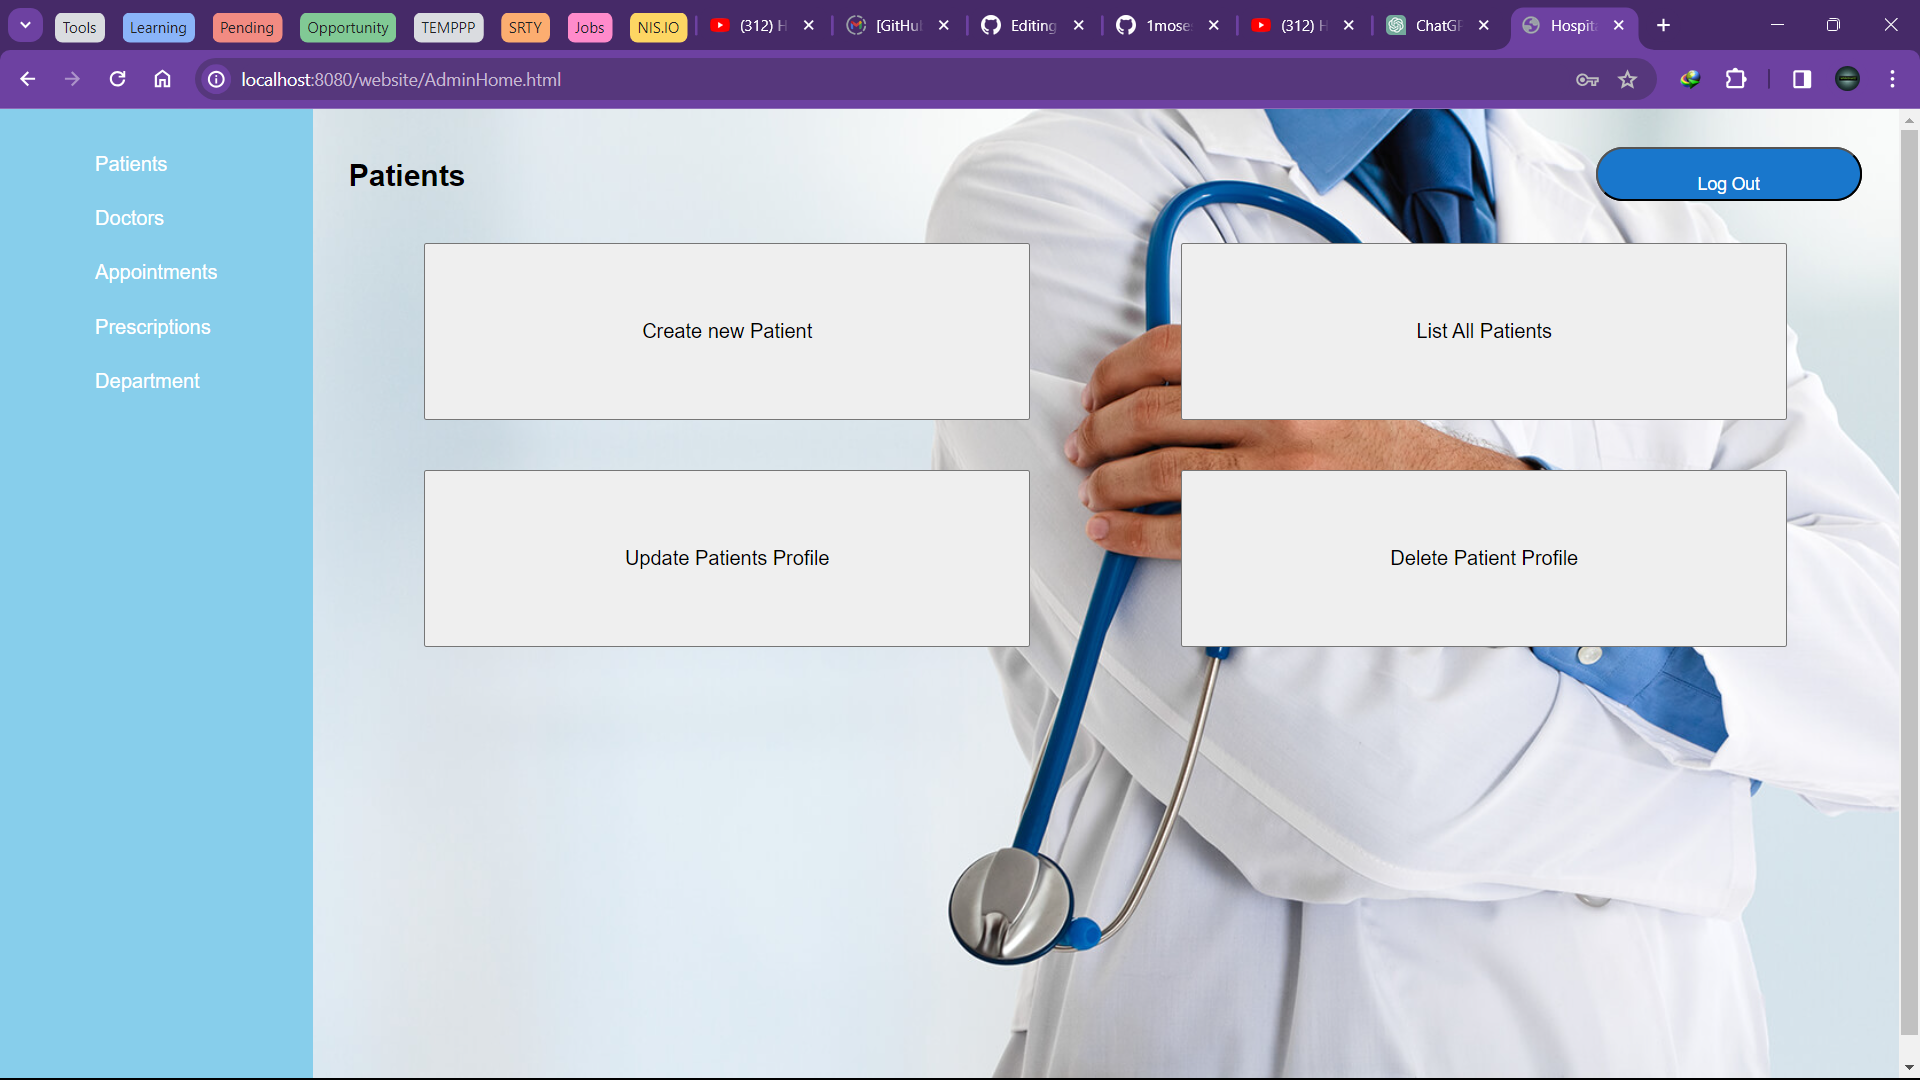 Tools Learning Pending Opportunity TEMPPP SRTY Jobs NIS.IO (312) H [GitHu Editing 1mose (312) H ChatGP Hospita
localhost:8080/website/AdminHome.html
Patients
Doctors
Appointments
Prescriptions
Department
Patients
Log Out
Create new Patient
List All Patients
Update Patients Profile
Delete Patient Profile